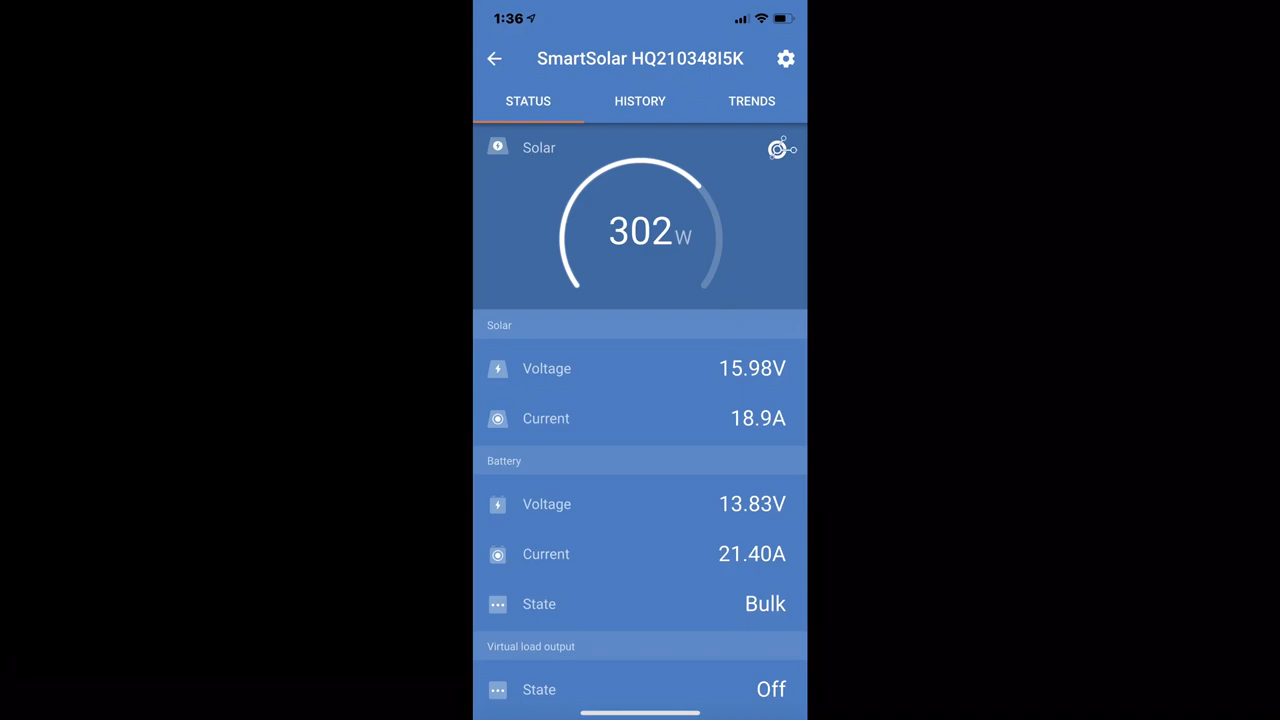 1:36
SmartSolar HQ210348I5K
STATUS HISTORY TRENDS
Solar
302W
Solar
Voltage 15.98V
Current 18.9A
Battery
Voltage 13.83V
Current 21.40A
State Bulk
Virtual load output
State Off